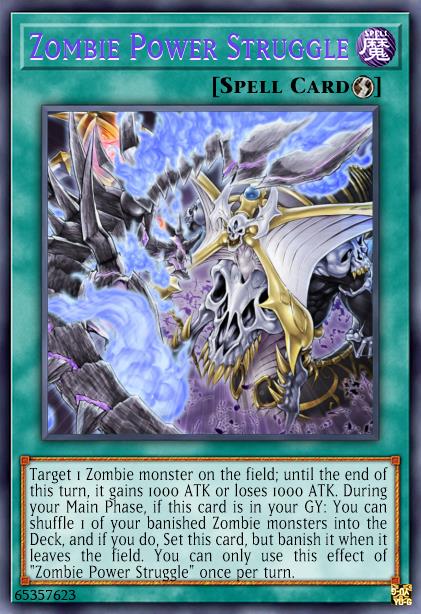 Zombie Power Struggle
SPELL
魔
[Spell Card]
Target 1 Zombie monster on the field; until the end of
this turn, it gains 1000 ATK or loses 1000 ATK. During
your Main Phase, if this card is in your GY: You can
shuffle 1 of your banished Zombie monsters into the
Deck, and if you do, Set this card, but banish it when it
leaves the field. You can only use this effect of
"Zombie Power Struggle" once per turn.
65357623